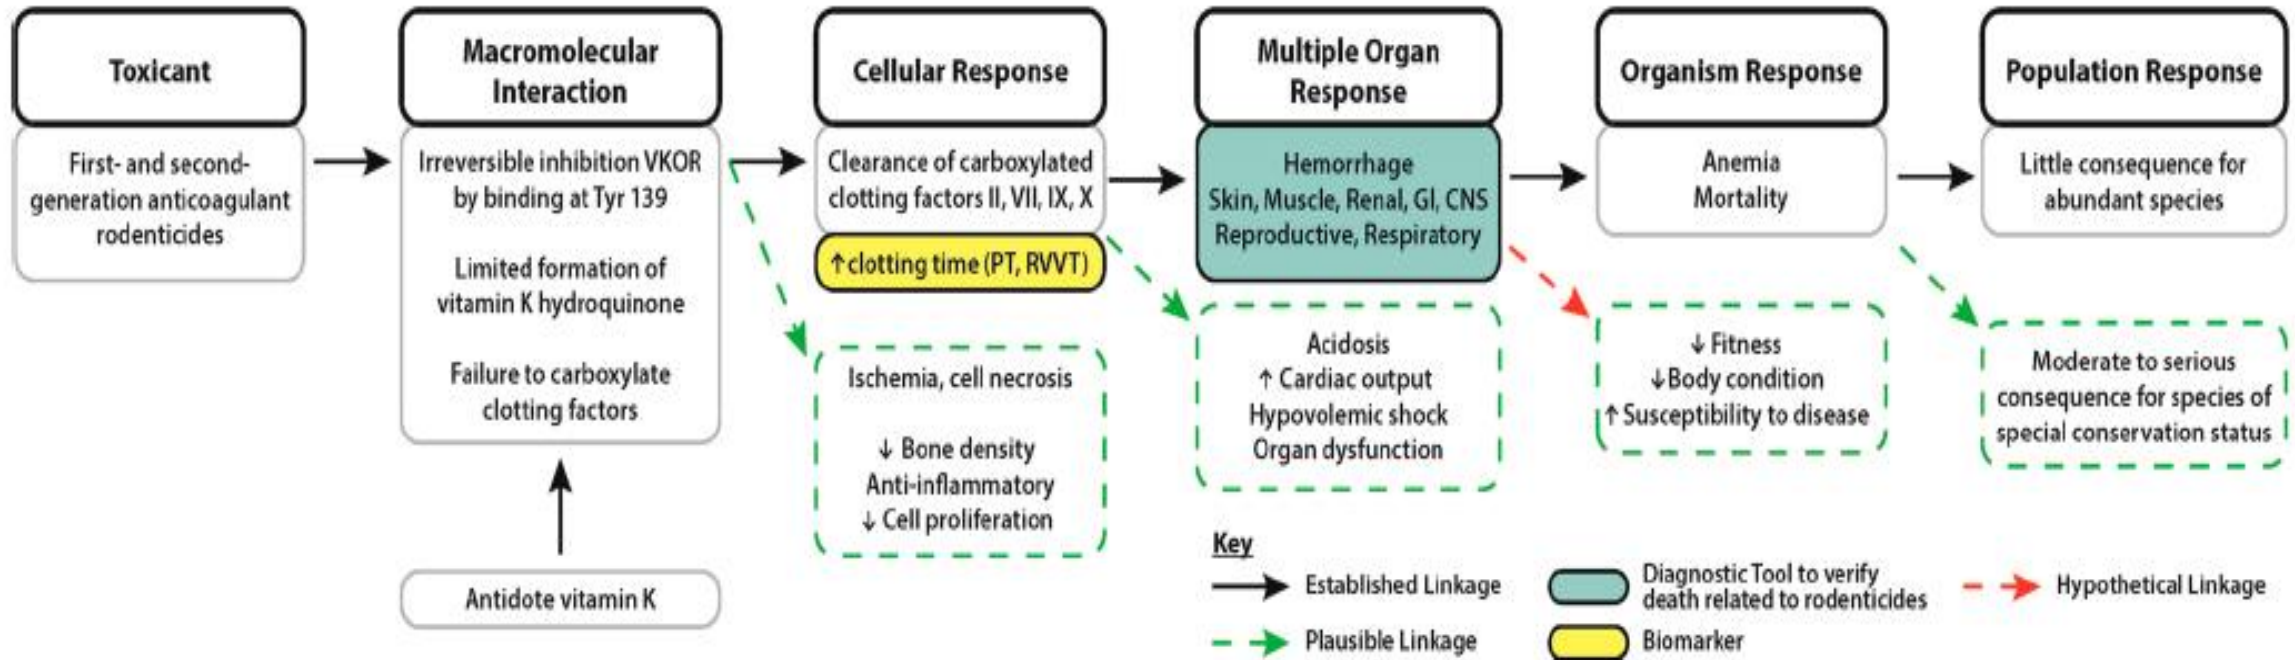 Toxicant
First- and second-
generation anticoagulant
rodenticides
Macromolecular
Interaction
Irreversible inhibition VKOR
by binding at Tyr 139
Limited formation of
vitamin K hydroquinone
Failure to carboxylate
clotting factors
Antidote vitamin K
Cellular Response
Clearance of carboxylated
clotting factors II, VII, IX, X
↑clotting time (PT, RVVT)
Ischemia, cell necrosis
↓ Bone density
Anti-inflammatory
↓ Cell proliferation
Multiple Organ
Response
Hemorrhage
Skin, Muscle, Renal, GI, CNS
Reproductive, Respiratory
Acidosis
↑ Cardiac output
Hypovolemic shock
Organ dysfunction
Organism Response
Anemia
Mortality
↓ Fitness
↓Body condition
↑ Susceptibility to disease
Population Response
Little consequence for
abundant species
Moderate to serious
consequence for species of
special conservation status
Key
Established Linkage
Plausible Linkage
Diagnostic Tool to verify
death related to rodenticides
Biomarker
Hypothetical Linkage